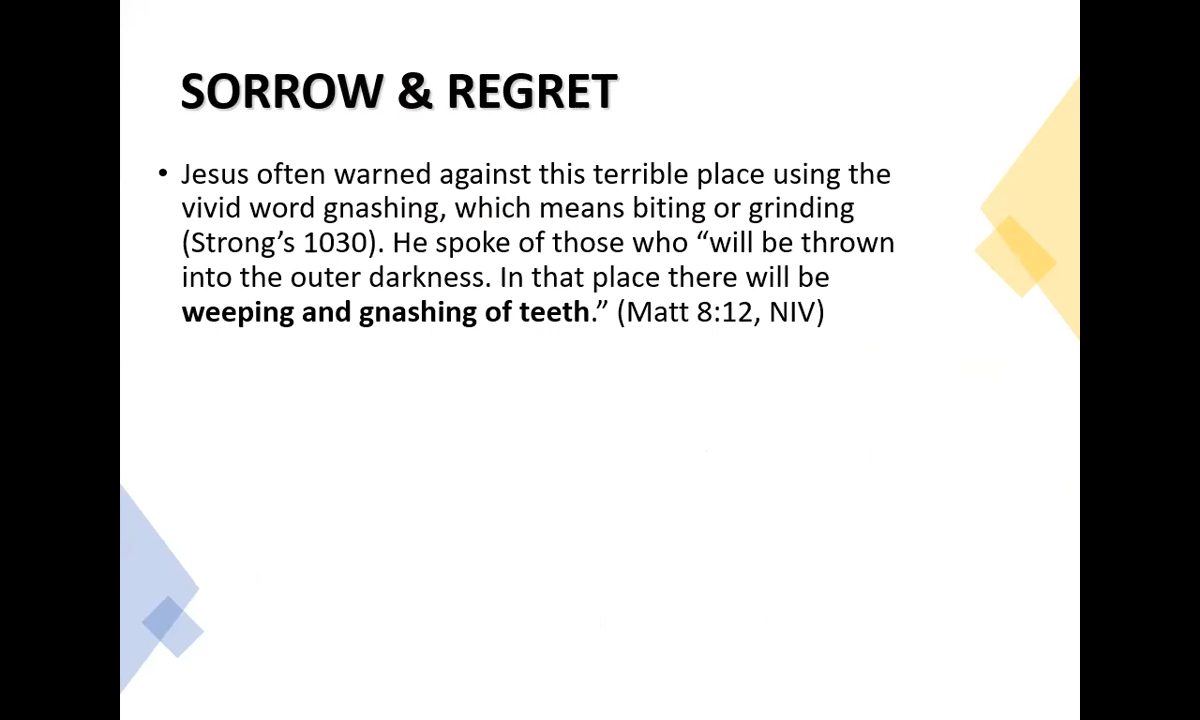 SORROW & REGRET
• Jesus often warned against this terrible place using the
vivid word gnashing, which means biting or grinding
(Strong’s 1030). He spoke of those who “will be thrown
into the outer darkness. In that place there will be
weeping and gnashing of teeth.” (Matt 8:12, NIV)